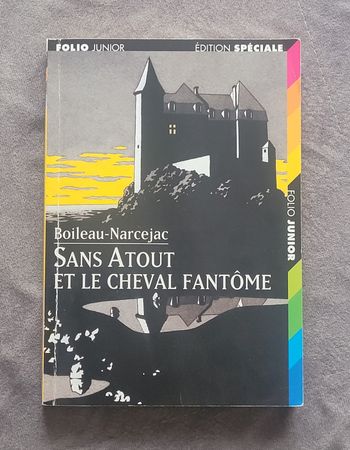 FOLIO JUNIOR
ÉDITION SPÉCIALE
FOLIO JUNIOR
Boileau-Narcejac
SANS ATOUT
ET LE CHEVAL FANTÔME